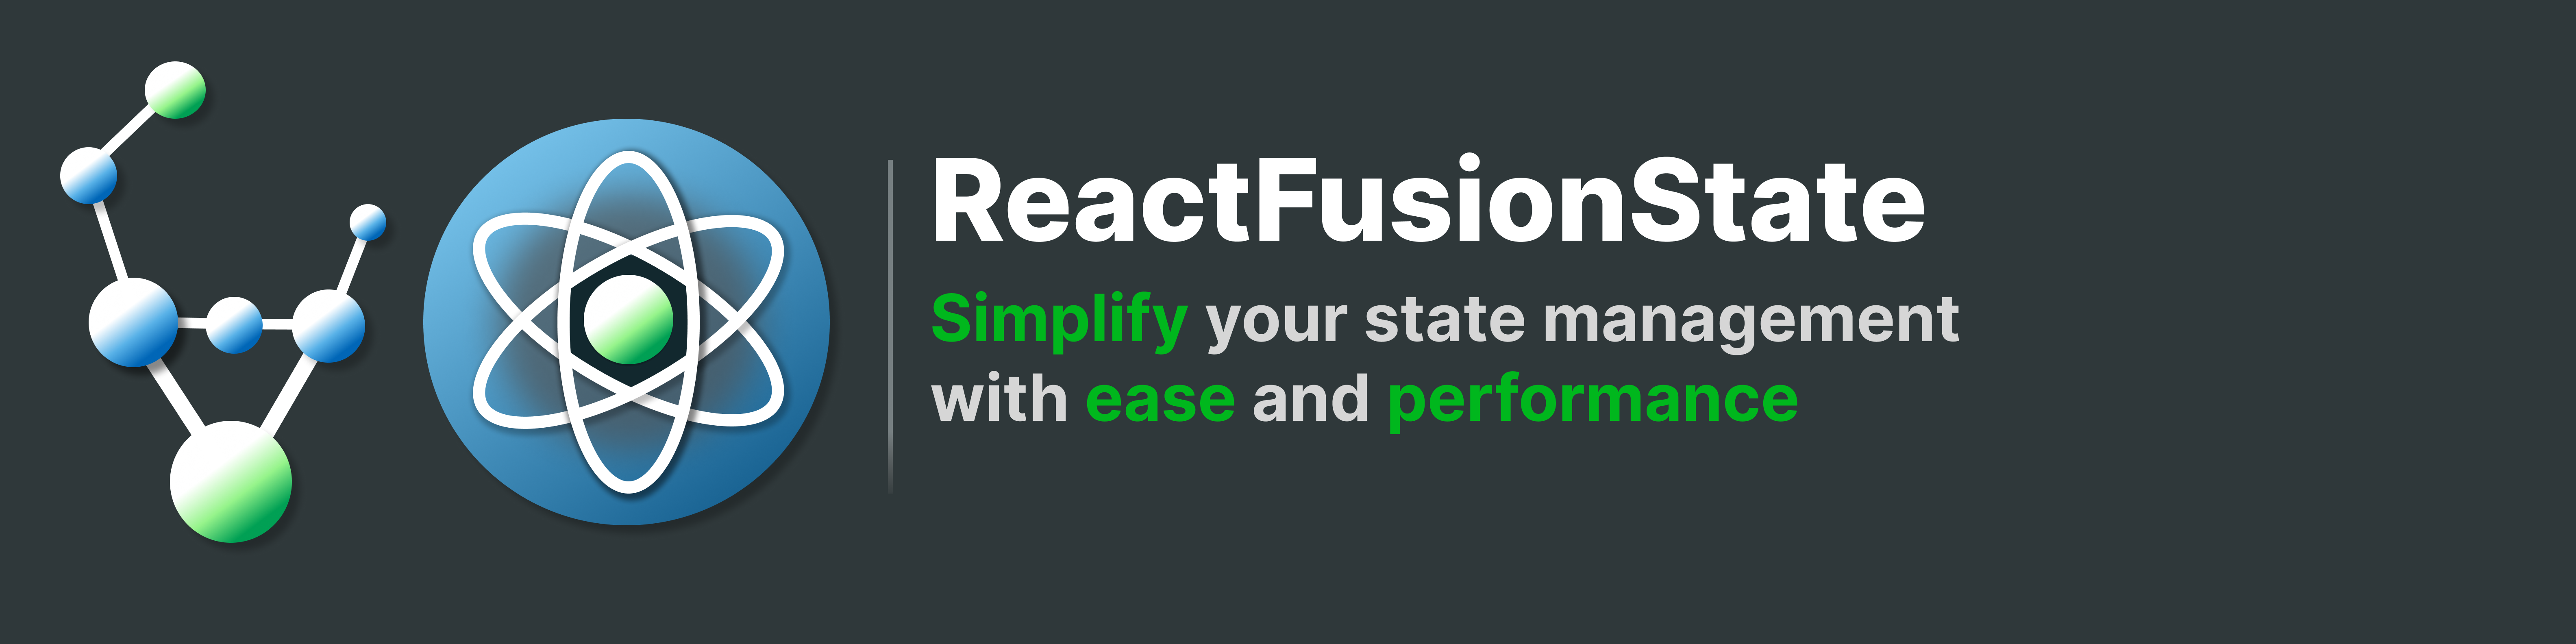 ReactFusionState
Simplify your state management
with ease and performance